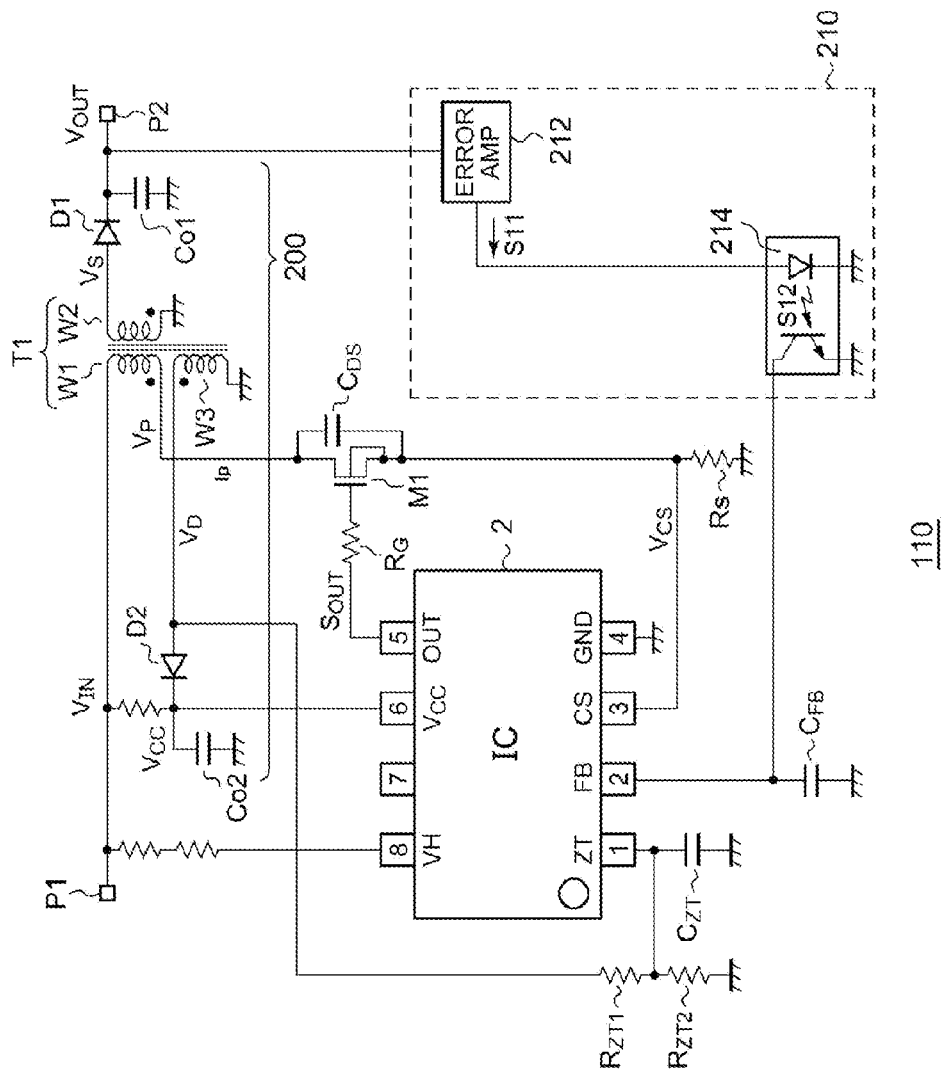 T1
W1
W2
VIN
VP
VS
D1
VOUT
P1
P2
D2
VCC
VD
W3
Co1
Co2
200
IP
CDS
SOUT
RG
M1
8
7
6
5
VH
VCC
OUT
2
IC
ZT
FB
CS
GND
1
2
3
4
VCS
RS
RZT1
RZT2
CZT
CFB
ERROR
AMP
212
S11
214
S12
210
110